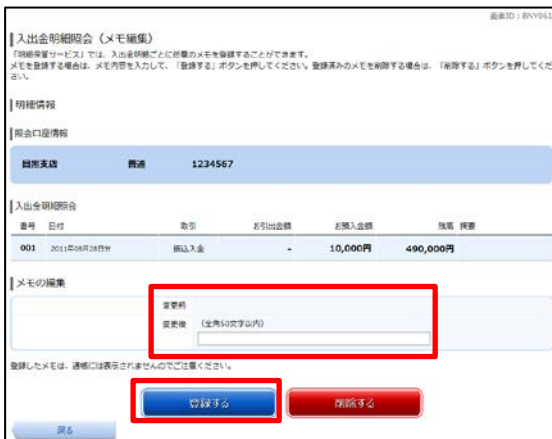 画面ID：BNY061
入出金明細照会（メモ編集）
「明細保管サービス」では、入出金明細ごとに任意のメモを登録することができます。
メモを登録する場合は、メモ内容を入力して、「登録する」ボタンを押してください。登録済みのメモを削除する場合は、「削除する」ボタンを押してくだ
さい。
明細情報
照会口座情報
目黒支店 普通 1234567
入出金明細照会
番号 日付 取引 お引出金額 お預入金額 残高 摘要
001 2011年08月28日分 振込入金 - 10,000円 490,000円
メモの編集
変更前
変更後 （全角50文字以内）
登録したメモは、通帳には表示されませんのでご注意ください。
登録する 削除する
戻る